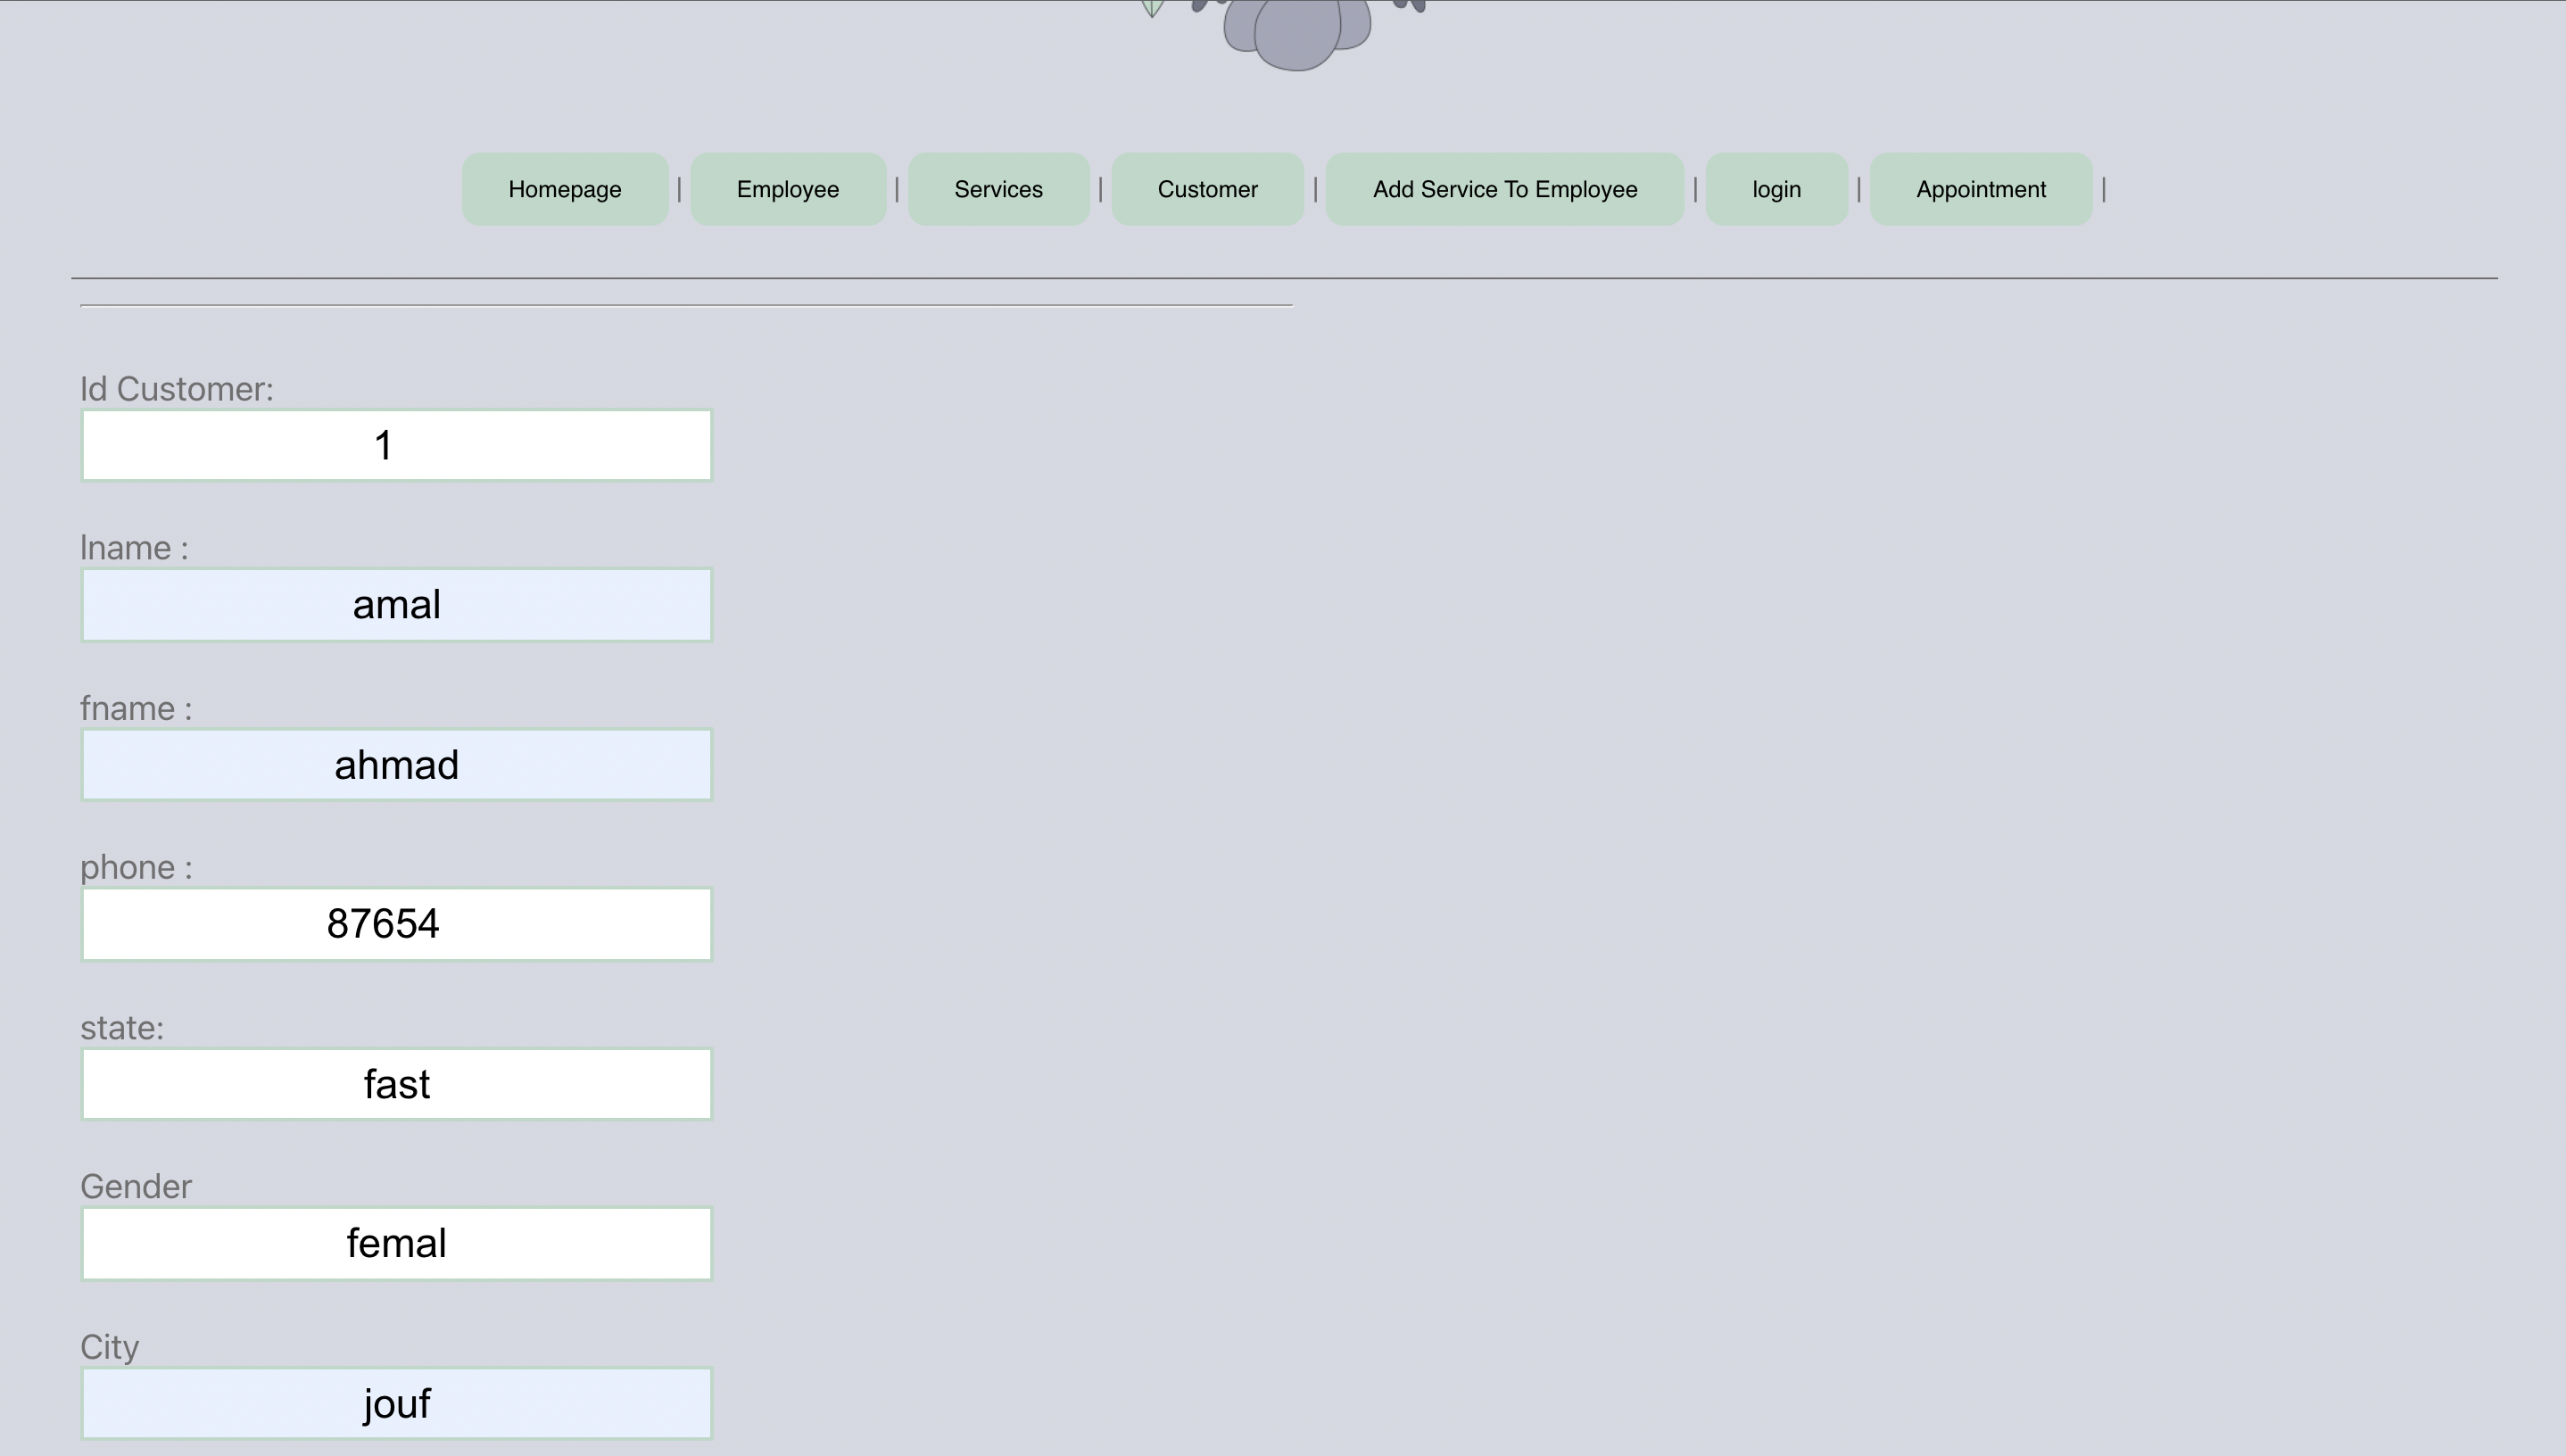 Homepage | Employee | Services | Customer | Add Service To Employee | login | Appointment |
Id Customer:
1
lname :
amal
fname :
ahmad
phone :
87654
state:
fast
Gender
femal
City
jouf